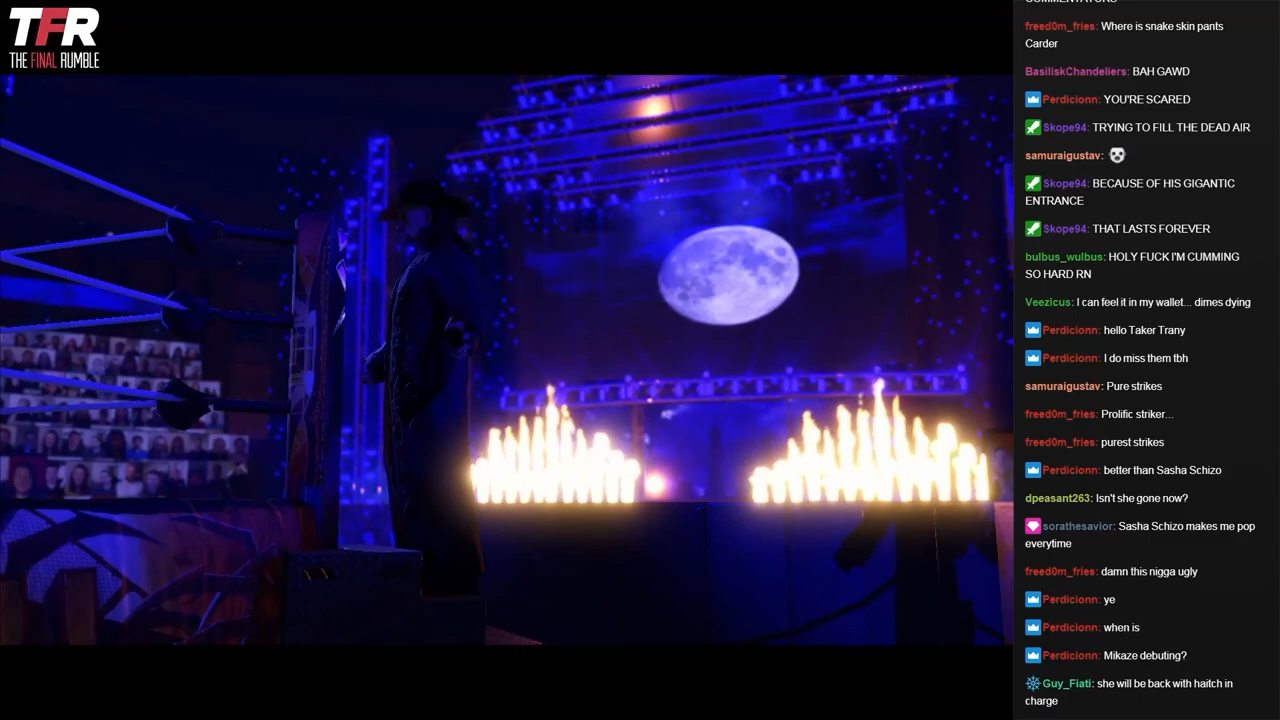 TFR
THE FINAL RUMBLE
freed0m_fries: Where is snake skin pants
Carder
BasiliskChandeliers: BAH GAWD
Perdicionn: YOU'RE SCARED
Skope94: TRYING TO FILL THE DEAD AIR
samuraigustav:
Skope94: BECAUSE OF HIS GIGANTIC
ENTRANCE
Skope94: THAT LASTS FOREVER
bulbus_wulbus: HOLY FUCK I'M CUMMING
SO HARD RN
Veezicus: I can feel it in my wallet... dimes dying
Perdicionn: hello Taker Trany
Perdicionn: I do miss them tbh
samuraigustav: Pure strikes
freed0m_fries: Prolific striker...
freed0m_fries: purest strikes
Perdicionn: better than Sasha Schizo
dpeasant263: Isn't she gone now?
sorathesavior: Sasha Schizo makes me pop
everytime
freed0m_fries: damn this nigga ugly
Perdicionn: ye
Perdicionn: when is
Perdicionn: Mikaze debuting?
Guy_Fiati: she will be back with haitch in
charge